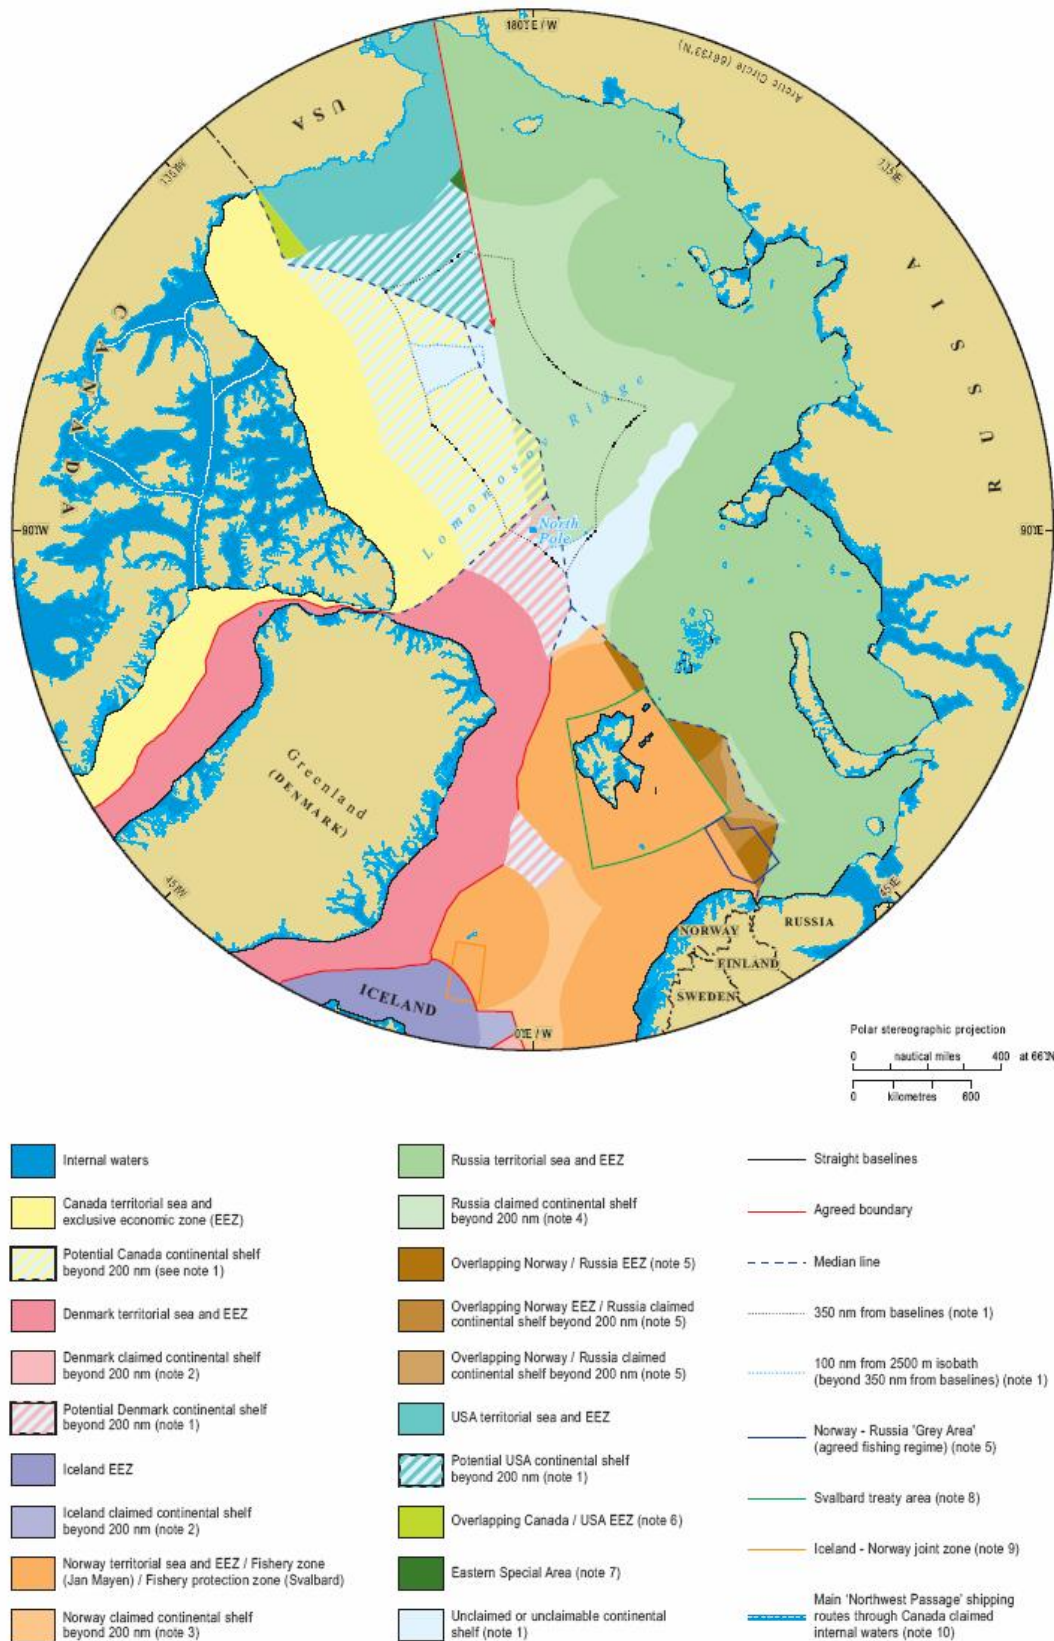 180°E / W
Arctic Circle (66°33'N)
USA
135°W
135°E
CANADA
RUSSIA
Lomonosov Ridge
North
Pole
90°W
90°E
Greenland
(DENMARK)
45°W
45°E
NORWAY
RUSSIA
FINLAND
SWEDEN
ICELAND
0°E / W
Polar stereographic projection
0 nautical miles 400 at 66°N
0 kilometres 600
Internal waters
Canada territorial sea and
exclusive economic zone (EEZ)
Potential Canada continental shelf
beyond 200 nm (see note 1)
Denmark territorial sea and EEZ
Denmark claimed continental shelf
beyond 200 nm (note 2)
Potential Denmark continental shelf
beyond 200 nm (note 1)
Iceland EEZ
Iceland claimed continental shelf
beyond 200 nm (note 2)
Norway territorial sea and EEZ / Fishery zone
(Jan Mayen) / Fishery protection zone (Svalbard)
Norway claimed continental shelf
beyond 200 nm (note 3)
Russia territorial sea and EEZ
Russia claimed continental shelf
beyond 200 nm (note 4)
Overlapping Norway / Russia EEZ (note 5)
Overlapping Norway EEZ / Russia claimed
continental shelf beyond 200 nm (note 5)
Overlapping Norway / Russia claimed
continental shelf beyond 200 nm (note 5)
USA territorial sea and EEZ
Potential USA continental shelf
beyond 200 nm (note 1)
Overlapping Canada / USA EEZ (note 6)
Eastern Special Area (note 7)
Unclaimed or unclaimable continental
shelf (note 1)
Straight baselines
Agreed boundary
Median line
350 nm from baselines (note 1)
100 nm from 2500 m isobath
(beyond 350 nm from baselines) (note 1)
Norway - Russia 'Grey Area'
(agreed fishing regime) (note 5)
Svalbard treaty area (note 8)
Iceland - Norway joint zone (note 9)
Main 'Northwest Passage' shipping
routes through Canada claimed
internal waters (note 10)